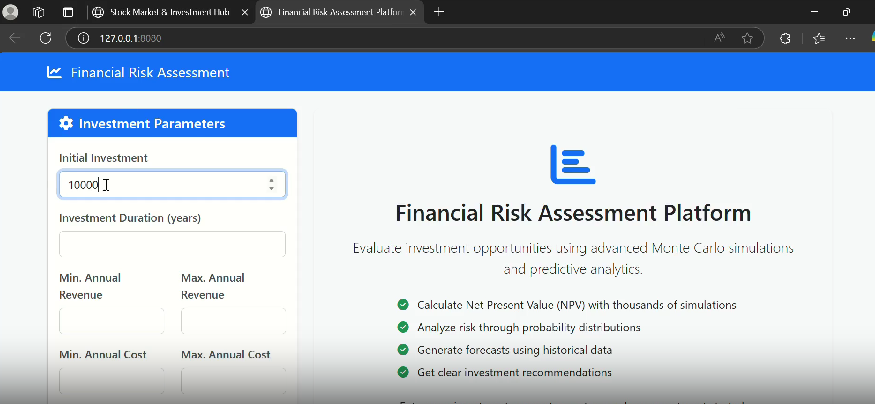 Stock Market & Investment Hub
Financial Risk Assessment Platform
127.0.0.1:8080
Financial Risk Assessment
Investment Parameters
Initial Investment
10000
Investment Duration (years)
Min. Annual Revenue
Max. Annual Revenue
Min. Annual Cost
Max. Annual Cost
Financial Risk Assessment Platform
Evaluate investment opportunities using advanced Monte Carlo simulations
and predictive analytics.
Calculate Net Present Value (NPV) with thousands of simulations
Analyze risk through probability distributions
Generate forecasts using historical data
Get clear investment recommendations